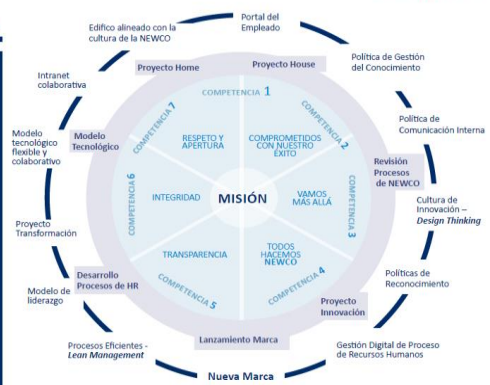 Portal del
Empleado
Edifico alineado con la
cultura de la NEWCO
Política de Gestión
del Conocimiento
Proyecto Home
Proyecto House
Intranet
colaborativa
COMPETENCIA 1
COMPETENCIA 7
COMPETENCIA 2
Política de
Comunicación Interna
Modelo
tecnológico
flexible y
colaborativo
Modelo
Tecnológico
RESPETO Y
APERTURA
COMPROMETIDOS
CON NUESTRO
ÉXITO
Revisión
Procesos
de NEWCO
COMPETENCIA 6
INTEGRIDAD
MISIÓN
VAMOS
MÁS ALLÁ
COMPETENCIA 3
Cultura de
Innovación –
Design Thinking
Proyecto
Transformación
TRANSPARENCIA
TODOS
HACEMOS
NEWCO
Desarrollo
Procesos de HR
COMPETENCIA 5
COMPETENCIA 4
Políticas de
Reconocimiento
Modelo de
liderazgo
Proyecto
Innovación
Lanzamiento Marca
Procesos Eficientes -
Lean Management
Gestión Digital de Proceso
de Recursos Humanos
Nueva Marca